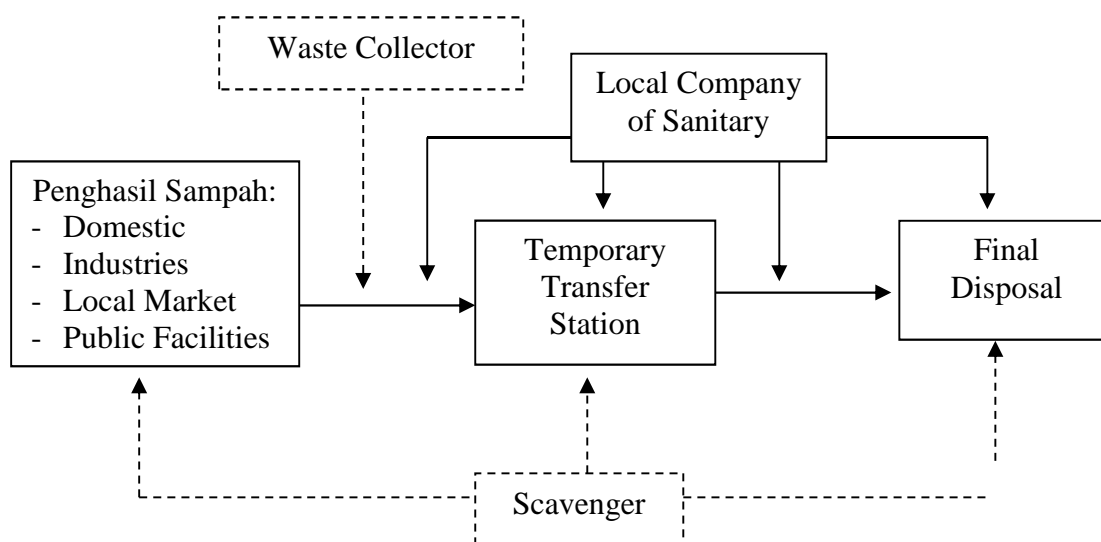 Waste Collector
Local Company
of Sanitary
Penghasil Sampah:
- Domestic
- Industries
- Local Market
- Public Facilities
Temporary
Transfer
Station
Final
Disposal
Scavenger